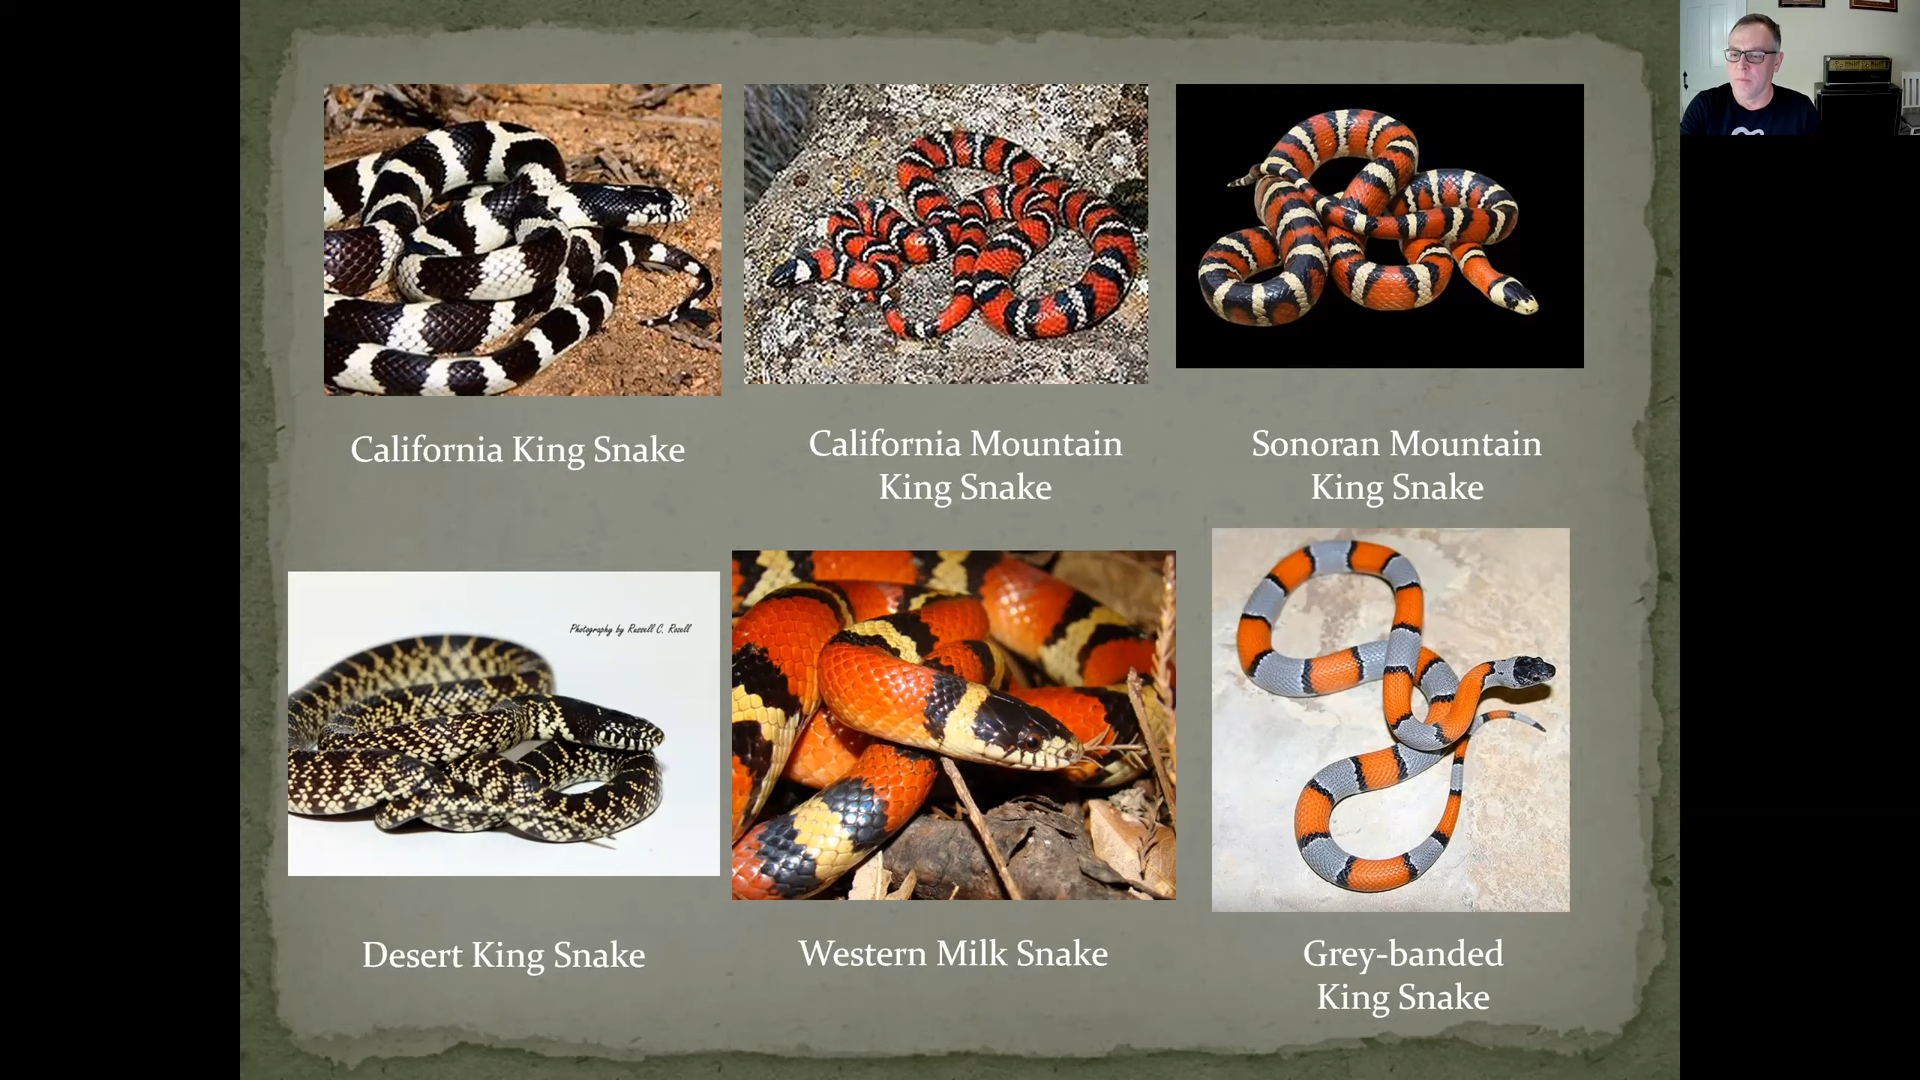 California King Snake
California Mountain
King Snake
Sonoran Mountain
King Snake
Photography by Russell C. Rozell
Desert King Snake
Western Milk Snake
Grey-banded
King Snake